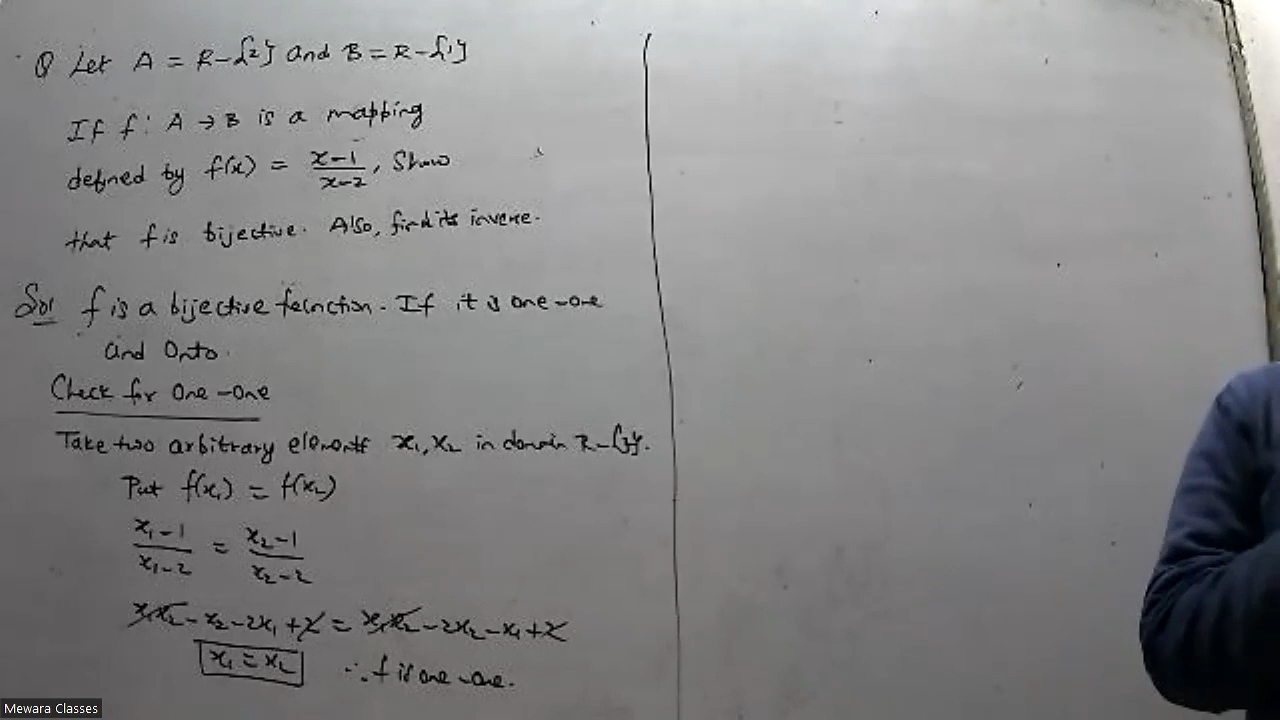 Q Let A = R-{2} and B = R-{1}
If f: A → B is a mapping
defined by f(x) = x-1/x-2, Show
that f is bijective. Also, find its inverse.
Sol f is a bijective function. If it is one-one
and Onto.
Check for One-One
Take two arbitrary elements x₁, x₂ in domain R-{2}.
Put f(x₁) = f(x₂)
x₁-1/x₁-2 = x₂-1/x₂-2
x₁x₂ - x₂ - 2x₁ + 2 = x₁x₂ - 2x₂ - x₁ + 2
x₁ = x₂ ∴ f is one-one.
Mewara Classes